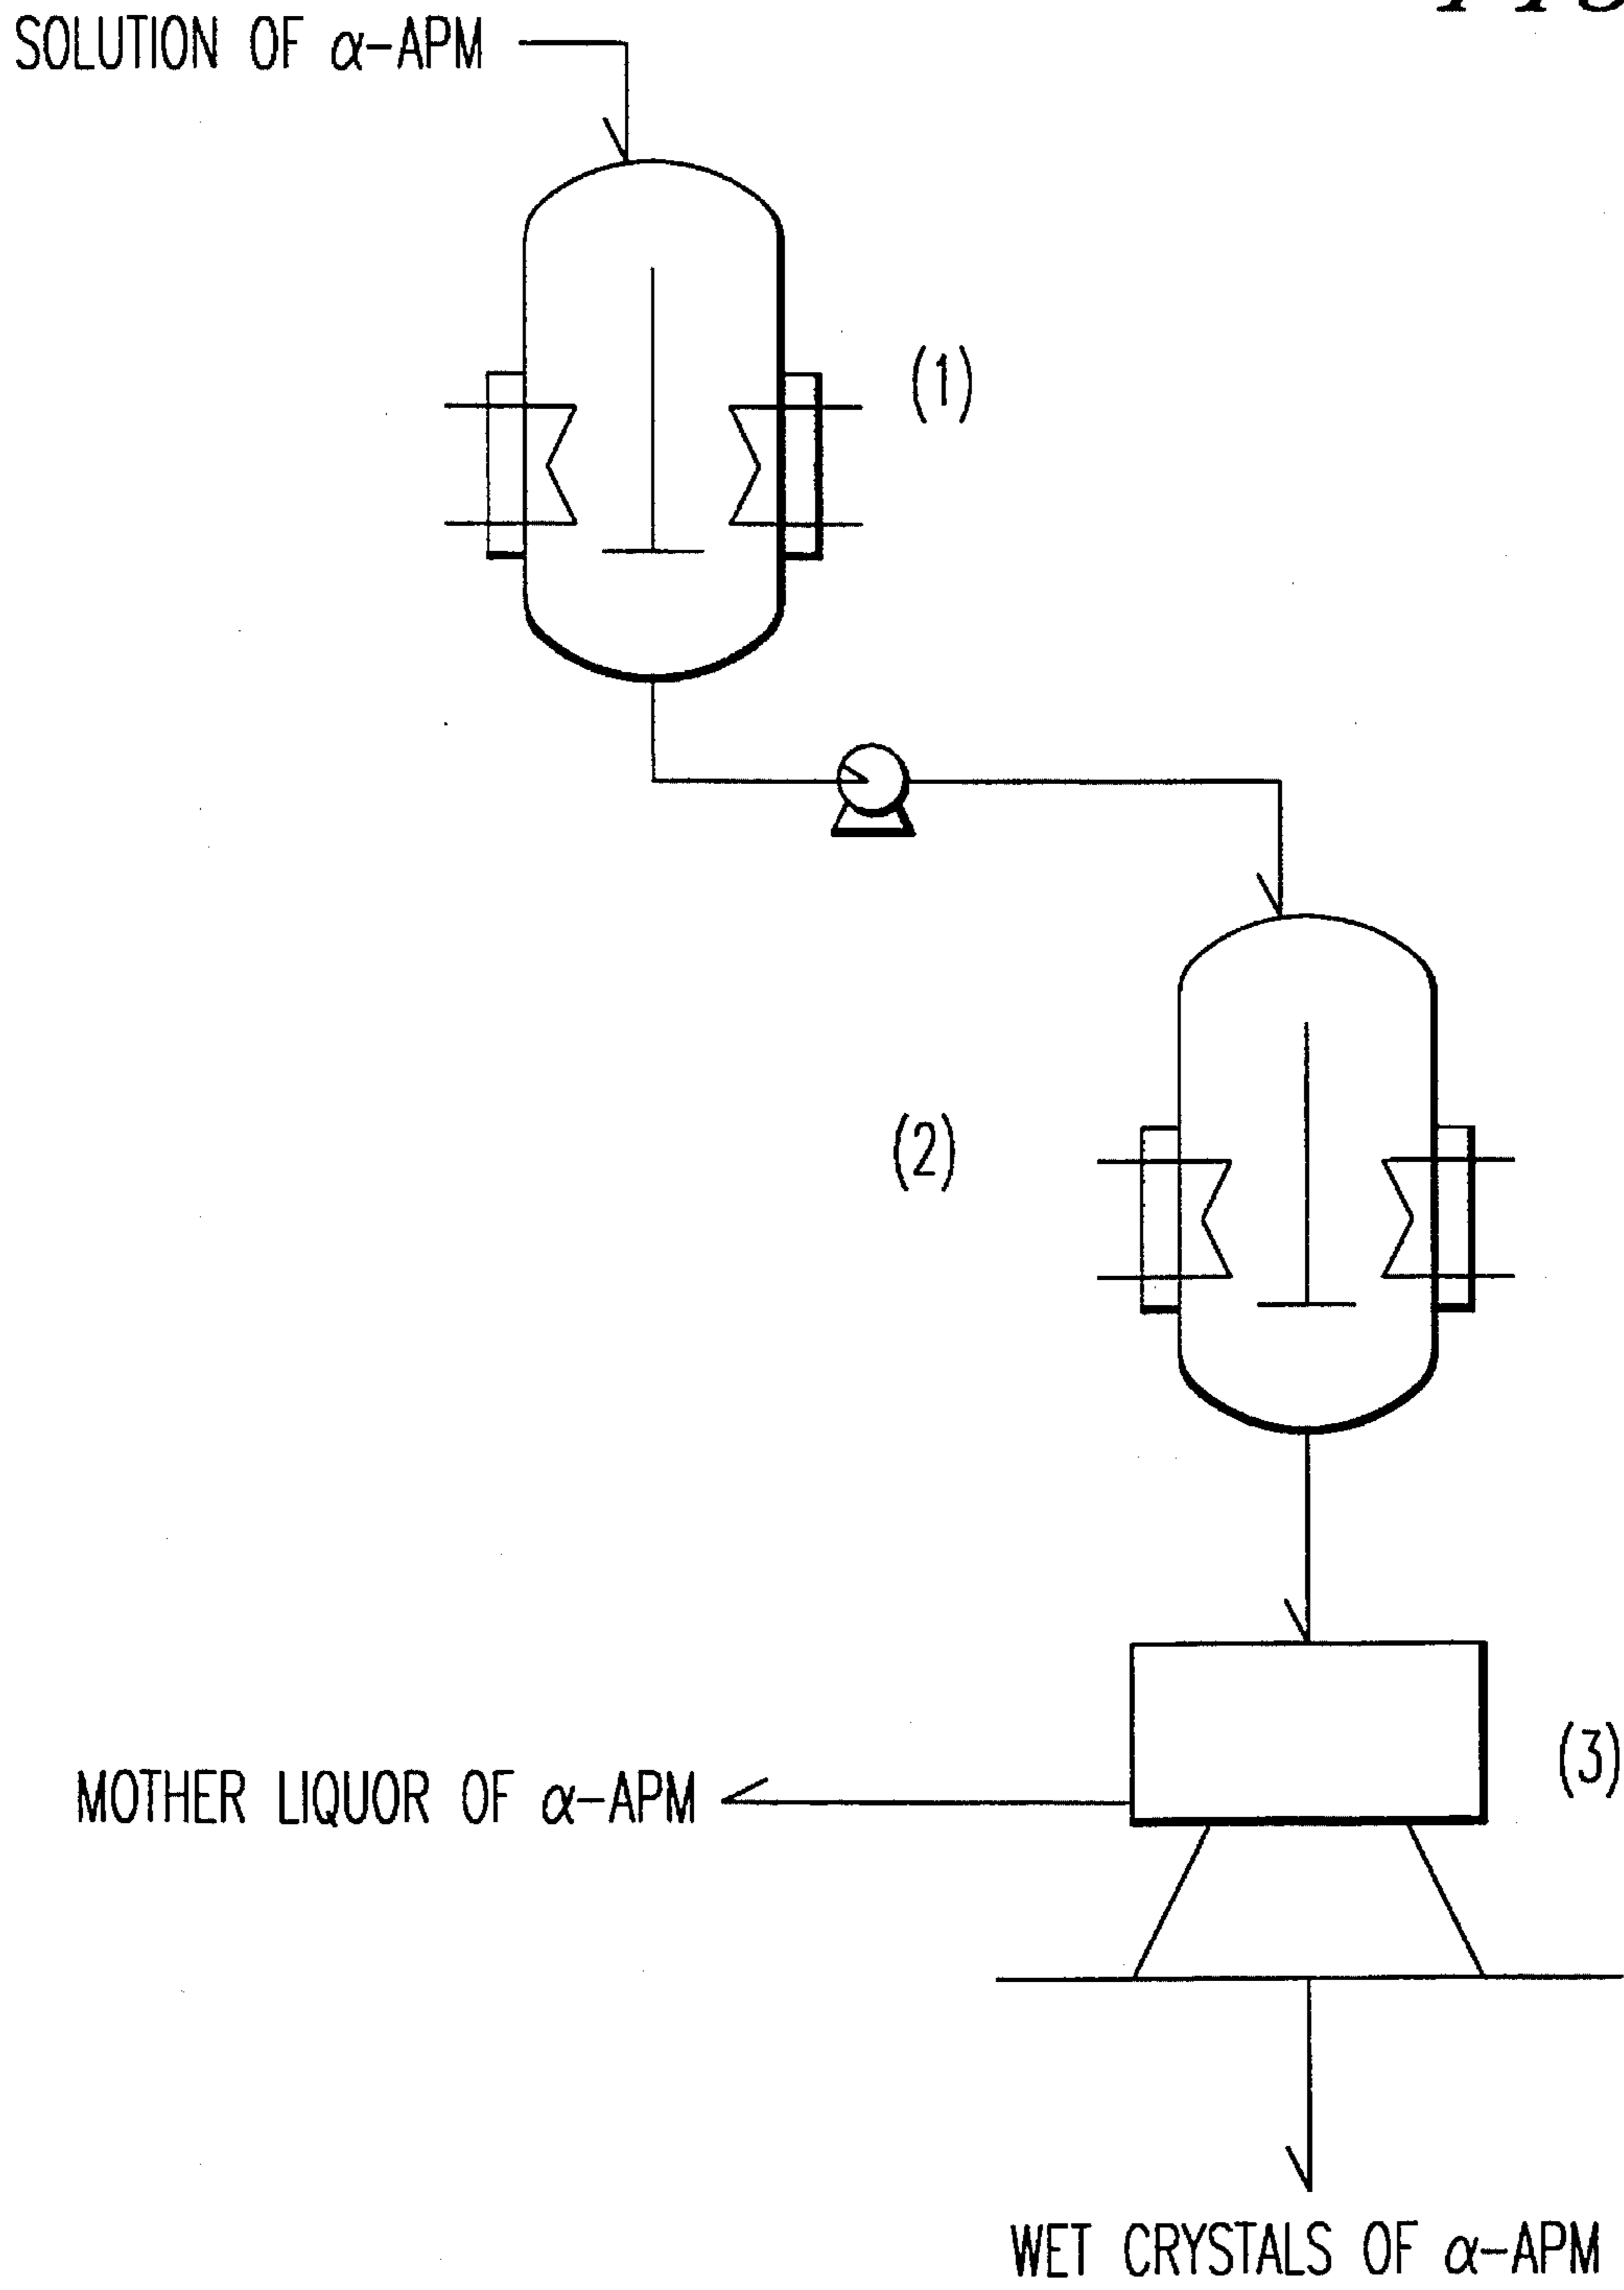 SOLUTION OF α-APM
(1)
(2)
(3)
MOTHER LIQUOR OF α-APM
WET CRYSTALS OF α-APM